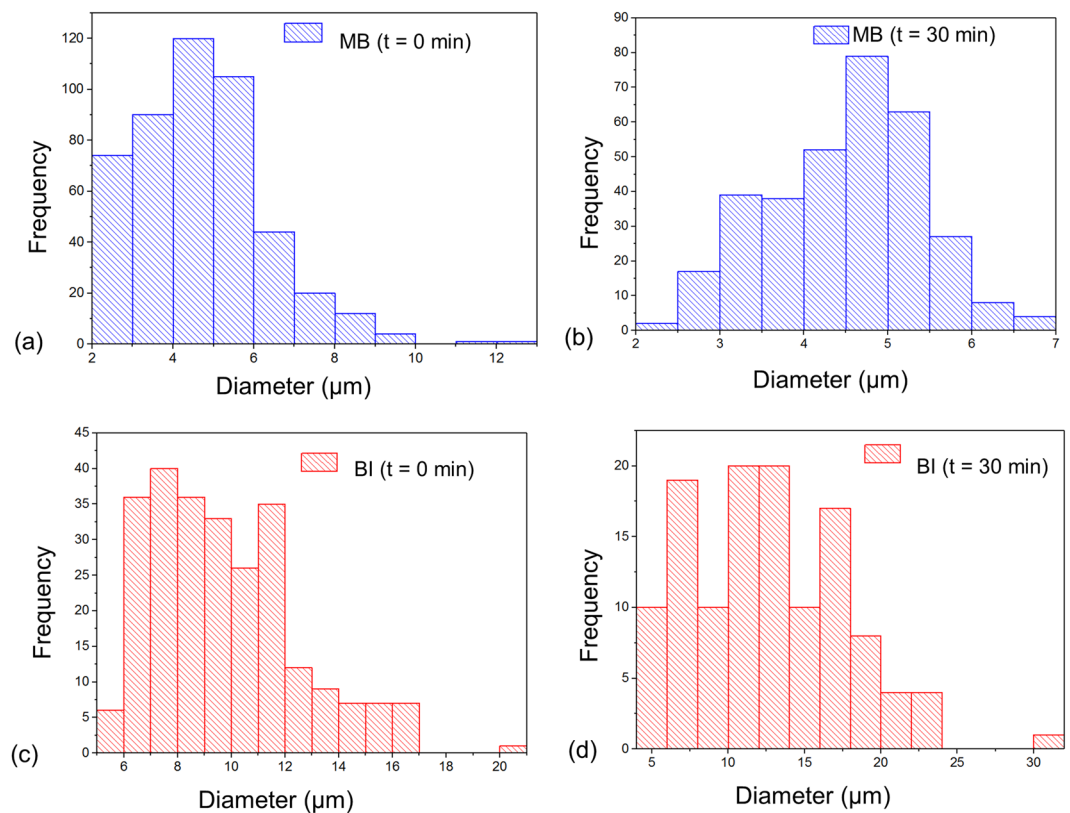 MB (t = 0 min)
120
100
80
60
40
20
0
Frequency
2 4 6 8 10 12
Diameter (μm)
(a)
MB (t = 30 min)
90
80
70
60
50
40
30
20
10
0
Frequency
2 3 4 5 6 7
Diameter (μm)
(b)
BI (t = 0 min)
45
40
35
30
25
20
15
10
5
0
Frequency
6 8 10 12 14 16 18 20
Diameter (μm)
(c)
BI (t = 30 min)
20
10
0
Frequency
5 10 15 20 25 30
Diameter (μm)
(d)